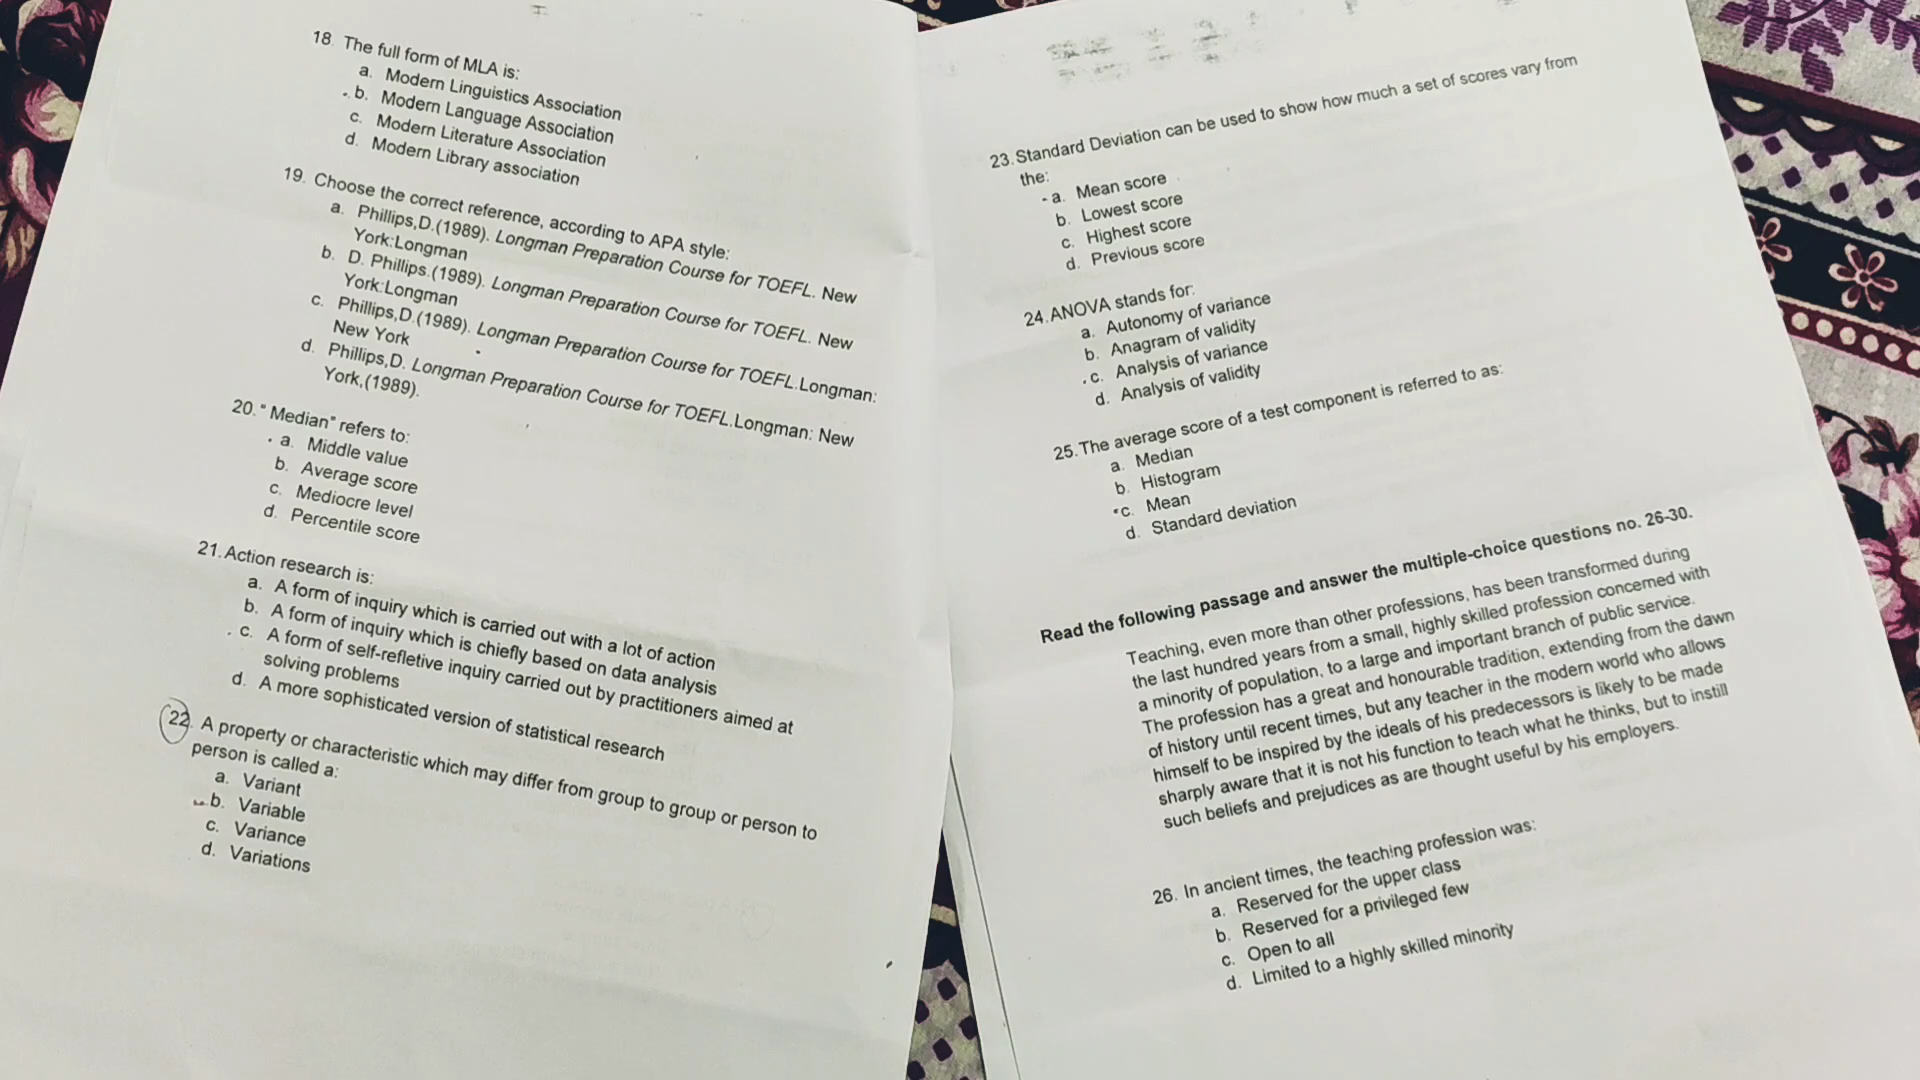 18. The full form of MLA is:
a. Modern Linguistics Association
b. Modern Language Association
c. Modern Literature Association
d. Modern Library association
19. Choose the correct reference, according to APA style:
a. Phillips,D.(1989). Longman Preparation Course for TOEFL. New
York:Longman
b. D. Phillips.(1989). Longman Preparation Course for TOEFL. New
York:Longman
c. Phillips,D.(1989). Longman Preparation Course for TOEFL.Longman:
New York
d. Phillips,D. Longman Preparation Course for TOEFL.Longman: New
York,(1989).
20. " Median" refers to:
a. Middle value
b. Average score
c. Mediocre level
d. Percentile score
21. Action research is:
a. A form of inquiry which is carried out with a lot of action
b. A form of inquiry which is chiefly based on data analysis
c. A form of self-refletive inquiry carried out by practitioners aimed at
solving problems
d. A more sophisticated version of statistical research
22. A property or characteristic which may differ from group to group or person to
person is called a:
a. Variant
b. Variable
c. Variance
d. Variations
23. Standard Deviation can be used to show how much a set of scores vary from
the:
a. Mean score
b. Lowest score
c. Highest score
d. Previous score
24. ANOVA stands for:
a. Autonomy of variance
b. Anagram of validity
c. Analysis of variance
d. Analysis of validity
25. The average score of a test component is referred to as:
a. Median
b. Histogram
c. Mean
d. Standard deviation
Read the following passage and answer the multiple-choice questions no. 26-30.
Teaching, even more than other professions, has been transformed during
the last hundred years from a small, highly skilled profession concerned with
a minority of population, to a large and important branch of public service.
The profession has a great and honourable tradition, extending from the dawn
of history until recent times, but any teacher in the modern world who allows
himself to be inspired by the ideals of his predecessors is likely to be made
sharply aware that it is not his function to teach what he thinks, but to instill
such beliefs and prejudices as are thought useful by his employers.
26. In ancient times, the teaching profession was:
a. Reserved for the upper class
b. Reserved for a privileged few
c. Open to all
d. Limited to a highly skilled minority